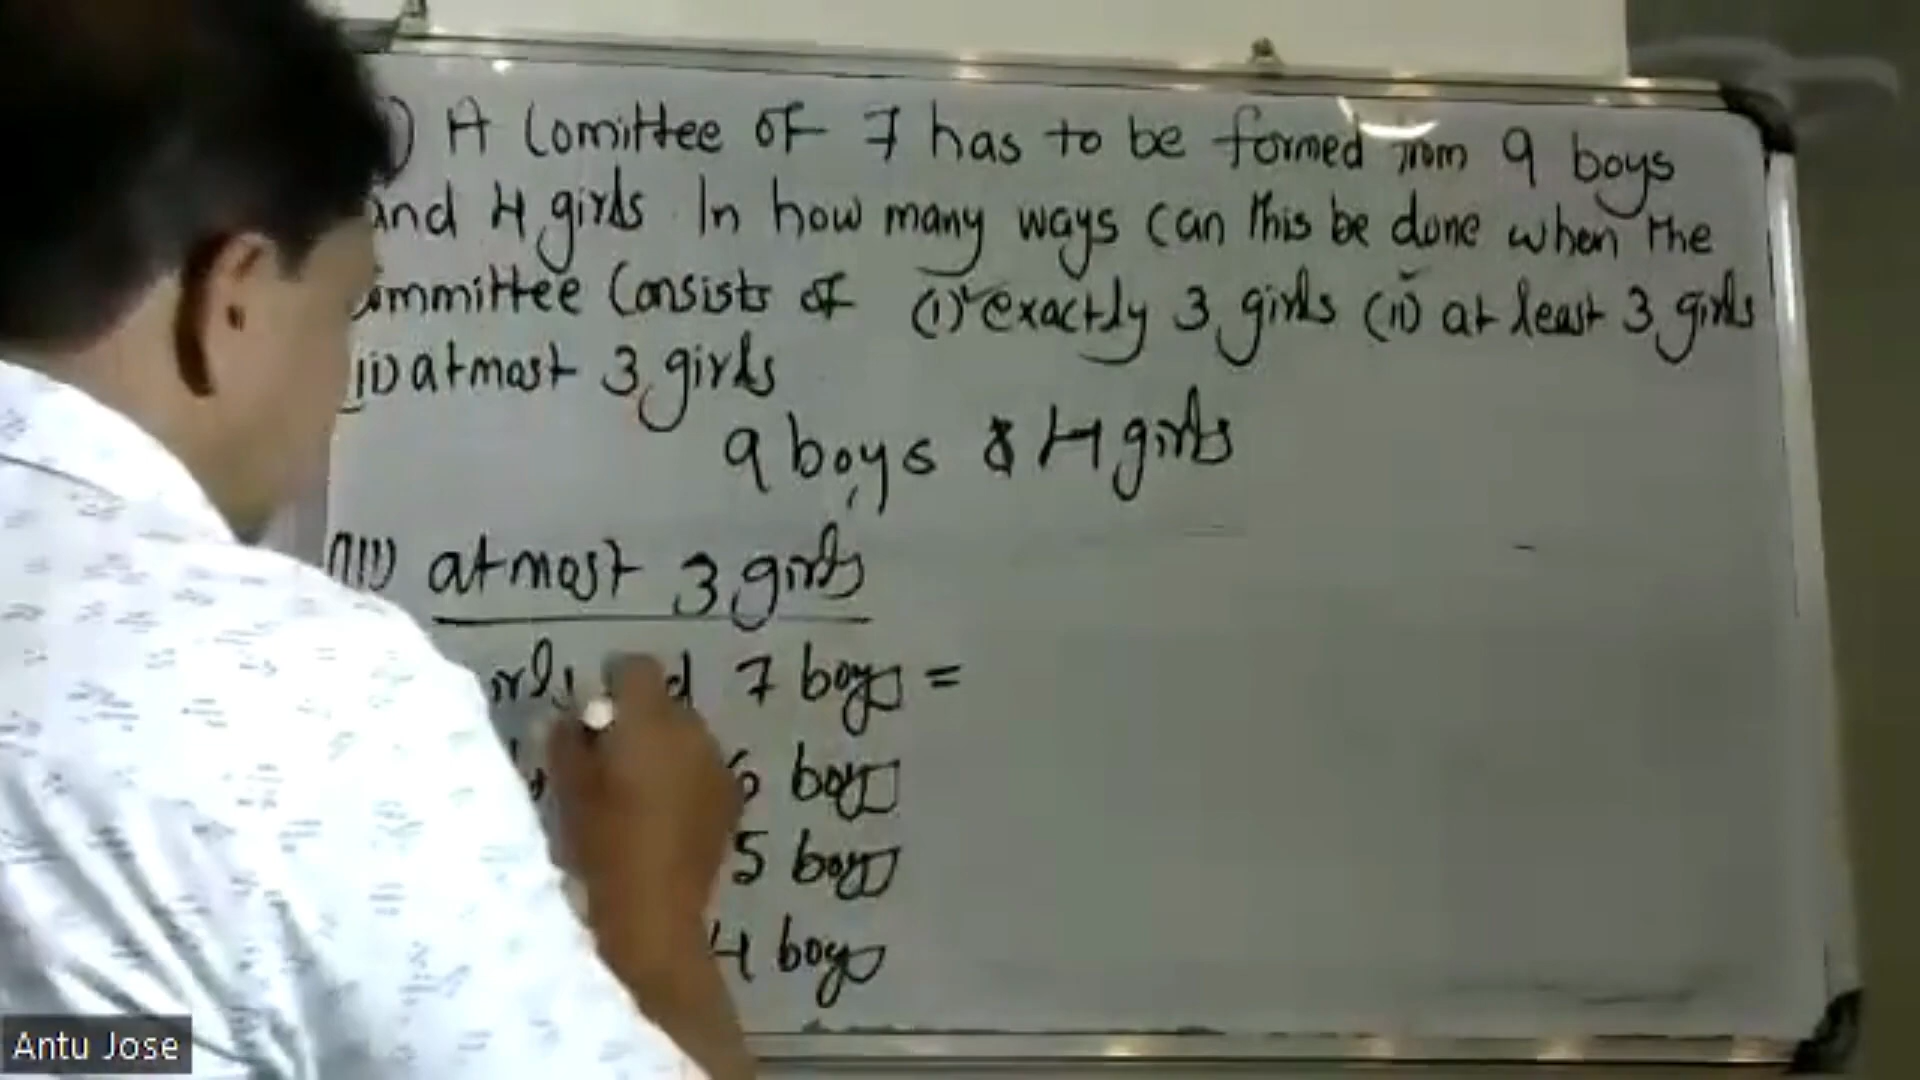 ) A Comittee of 7 has to be formed from 9 boys
and 4 girls. In how many ways can this be done when the
ommittee Consists of (i) exactly 3 girls (ii) at least 3 girls
ii) atmost 3 girls
9 boys & 4 girls
(iii) atmost 3 girls
7 boys =
6 boys
5 boys
4 boys
Antu Jose